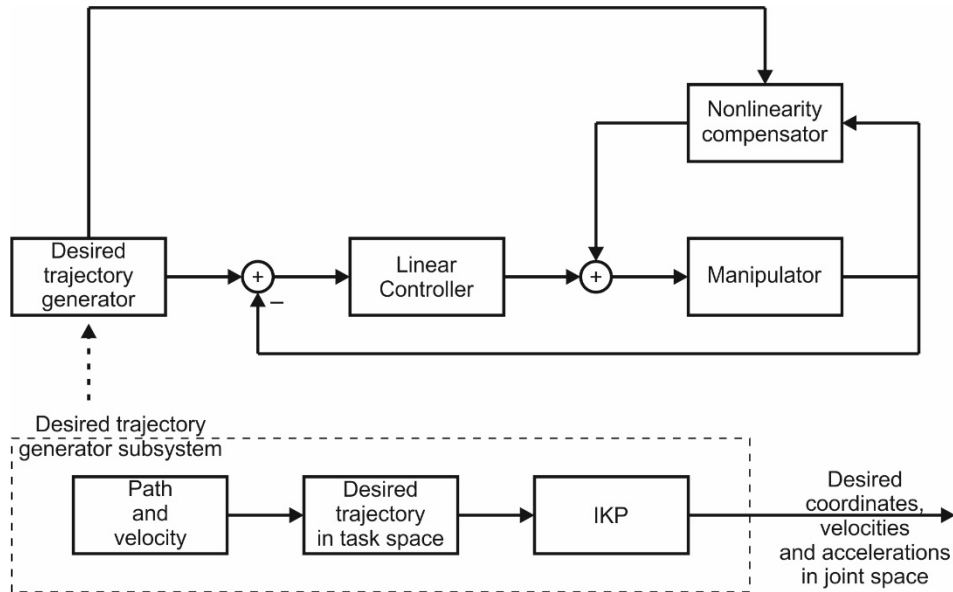 Nonlinearity
compensator
Desired
trajectory
generator
+
–
Linear
Controller
+
Manipulator
Desired trajectory
generator subsystem
Path
and
velocity
Desired
trajectory
in task space
IKP
Desired
coordinates,
velocities
and accelerations
in joint space